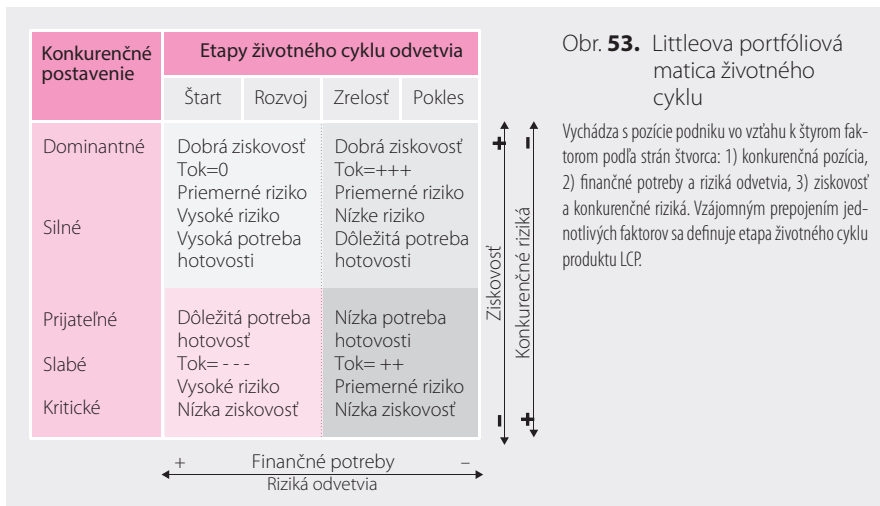 Konkurenčné
postavenie
Etapy životného cyklu odvetvia
Štart Rozvoj Zrelosť Pokles
Dominantné
Silné
Dobrá ziskovosť
Tok=0
Priemerné riziko
Vysoké riziko
Vysoká potreba
hotovosti
Dobrá ziskovosť
Tok=+++
Priemerné riziko
Nízke riziko
Dôležitá potreba
hotovosti
Prijateľné
Slabé
Kritické
Dôležitá potreba
hotovosť
Tok= - - -
Vysoké riziko
Nízka ziskovosť
Nízka potreba
hotovosti
Tok= ++
Priemerné riziko
Nízka ziskovosť
+
Ziskovosť
–
–
Konkurenčné riziká
+
+ Finančné potreby –
Riziká odvetvia
Obr. 53. Littleova portfóliová
matica životného
cyklu
Vychádza s pozície podniku vo vzťahu k štyrom fak-
torom podľa strán štvorca: 1) konkurenčná pozícia,
2) finančné potreby a riziká odvetvia, 3) ziskovosť
a konkurenčné riziká. Vzájomným prepojením jed-
notlivých faktorov sa definuje etapa životného cyklu
produktu LCP.